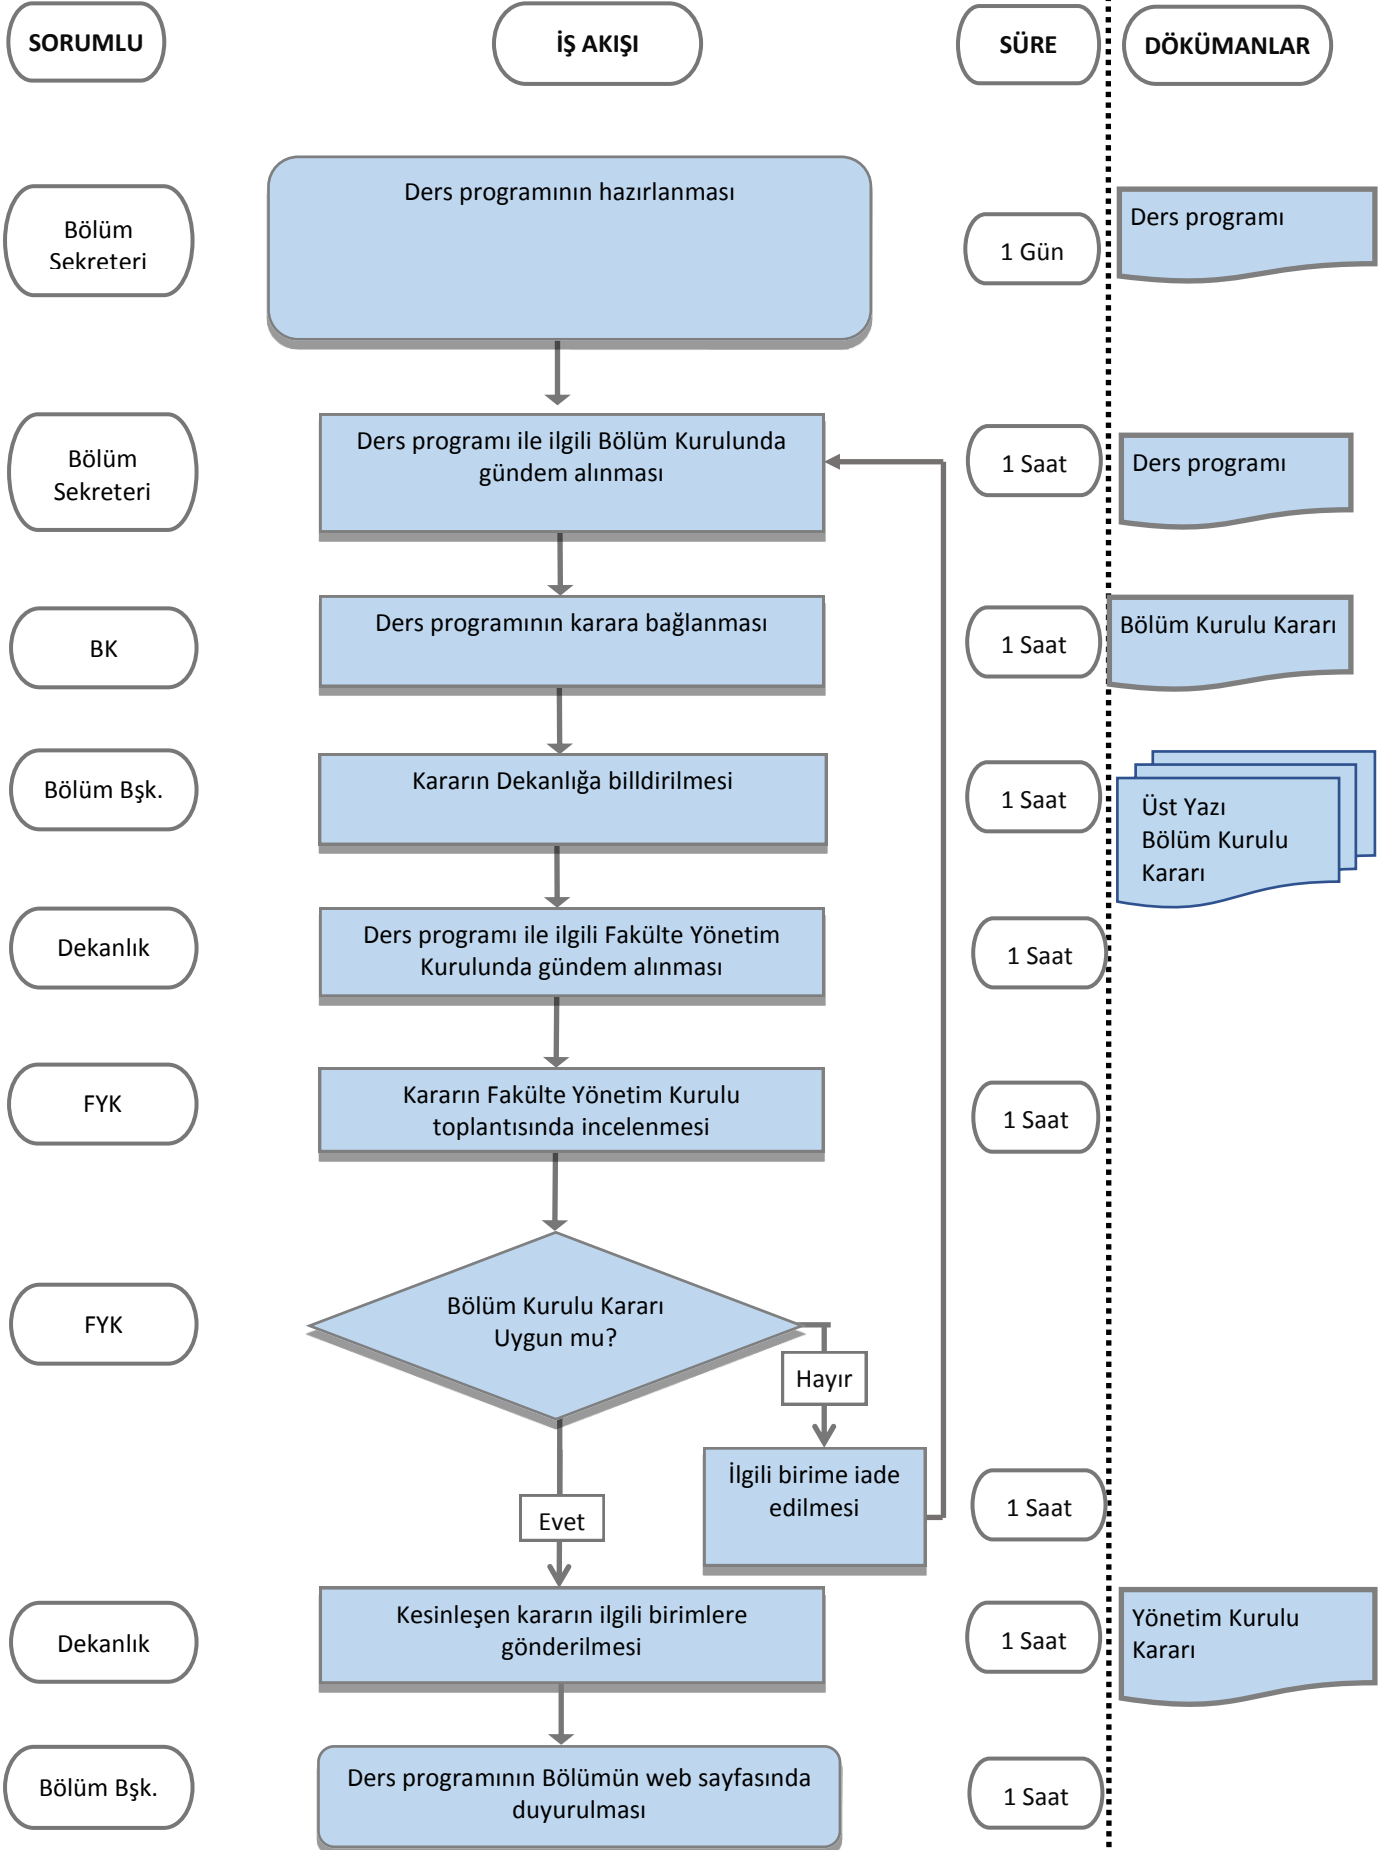 SORUMLU
İŞ AKIŞI
SÜRE
DÖKÜMANLAR
Bölüm
Sekreteri
Ders programının hazırlanması
1 Gün
Ders programı
Bölüm
Sekreteri
Ders programı ile ilgili Bölüm Kurulunda
gündem alınması
1 Saat
Ders programı
BK
Ders programının karara bağlanması
1 Saat
Bölüm Kurulu Kararı
Bölüm Bşk.
Kararın Dekanlığa billdirilmesi
1 Saat
Üst Yazı
Bölüm Kurulu
Kararı
Dekanlık
Ders programı ile ilgili Fakülte Yönetim
Kurulunda gündem alınması
1 Saat
FYK
Kararın Fakülte Yönetim Kurulu
toplantısında incelenmesi
1 Saat
FYK
Bölüm Kurulu Kararı
Uygun mu?
Hayır
İlgili birime iade
edilmesi
1 Saat
Evet
Dekanlık
Kesinleşen kararın ilgili birimlere
gönderilmesi
1 Saat
Yönetim Kurulu
Kararı
Bölüm Bşk.
Ders programının Bölümün web sayfasında
duyurulması
1 Saat